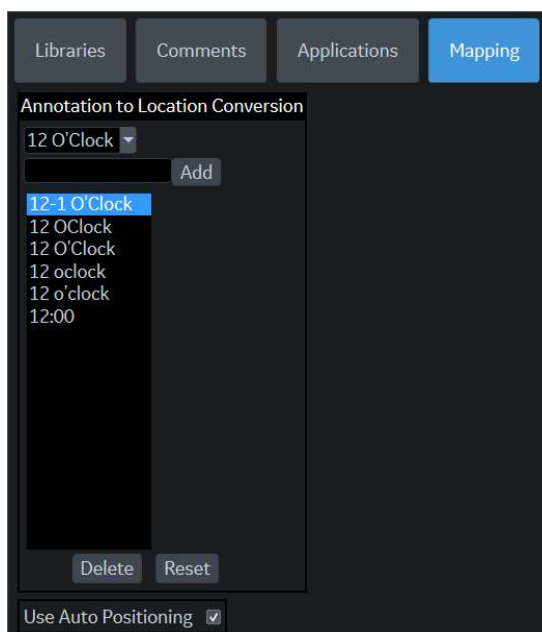 Libraries Comments Applications Mapping
Annotation to Location Conversion
12 O'Clock
Add
12-1 O'Clock
12 OClock
12 O'Clock
12 oclock
12 o'clock
12:00
Delete Reset
Use Auto Positioning